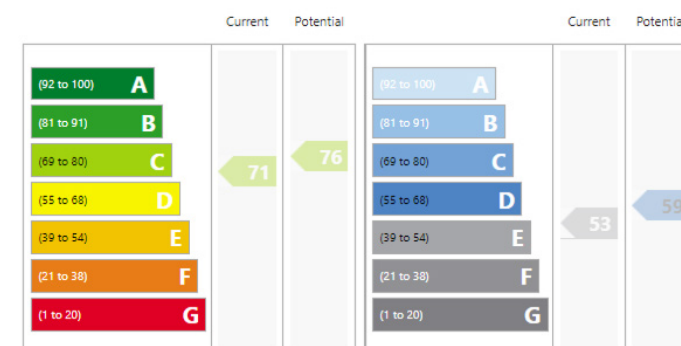 Current Potential
(92 to 100) A
(81 to 91) B
(69 to 80) C
(55 to 68) D
(39 to 54) E
(21 to 38) F
(1 to 20) G
71
76
Current Potentia
(92 to 100) A
(81 to 91) B
(69 to 80) C
(55 to 68) D
(39 to 54) E
(21 to 38) F
(1 to 20) G
53
59